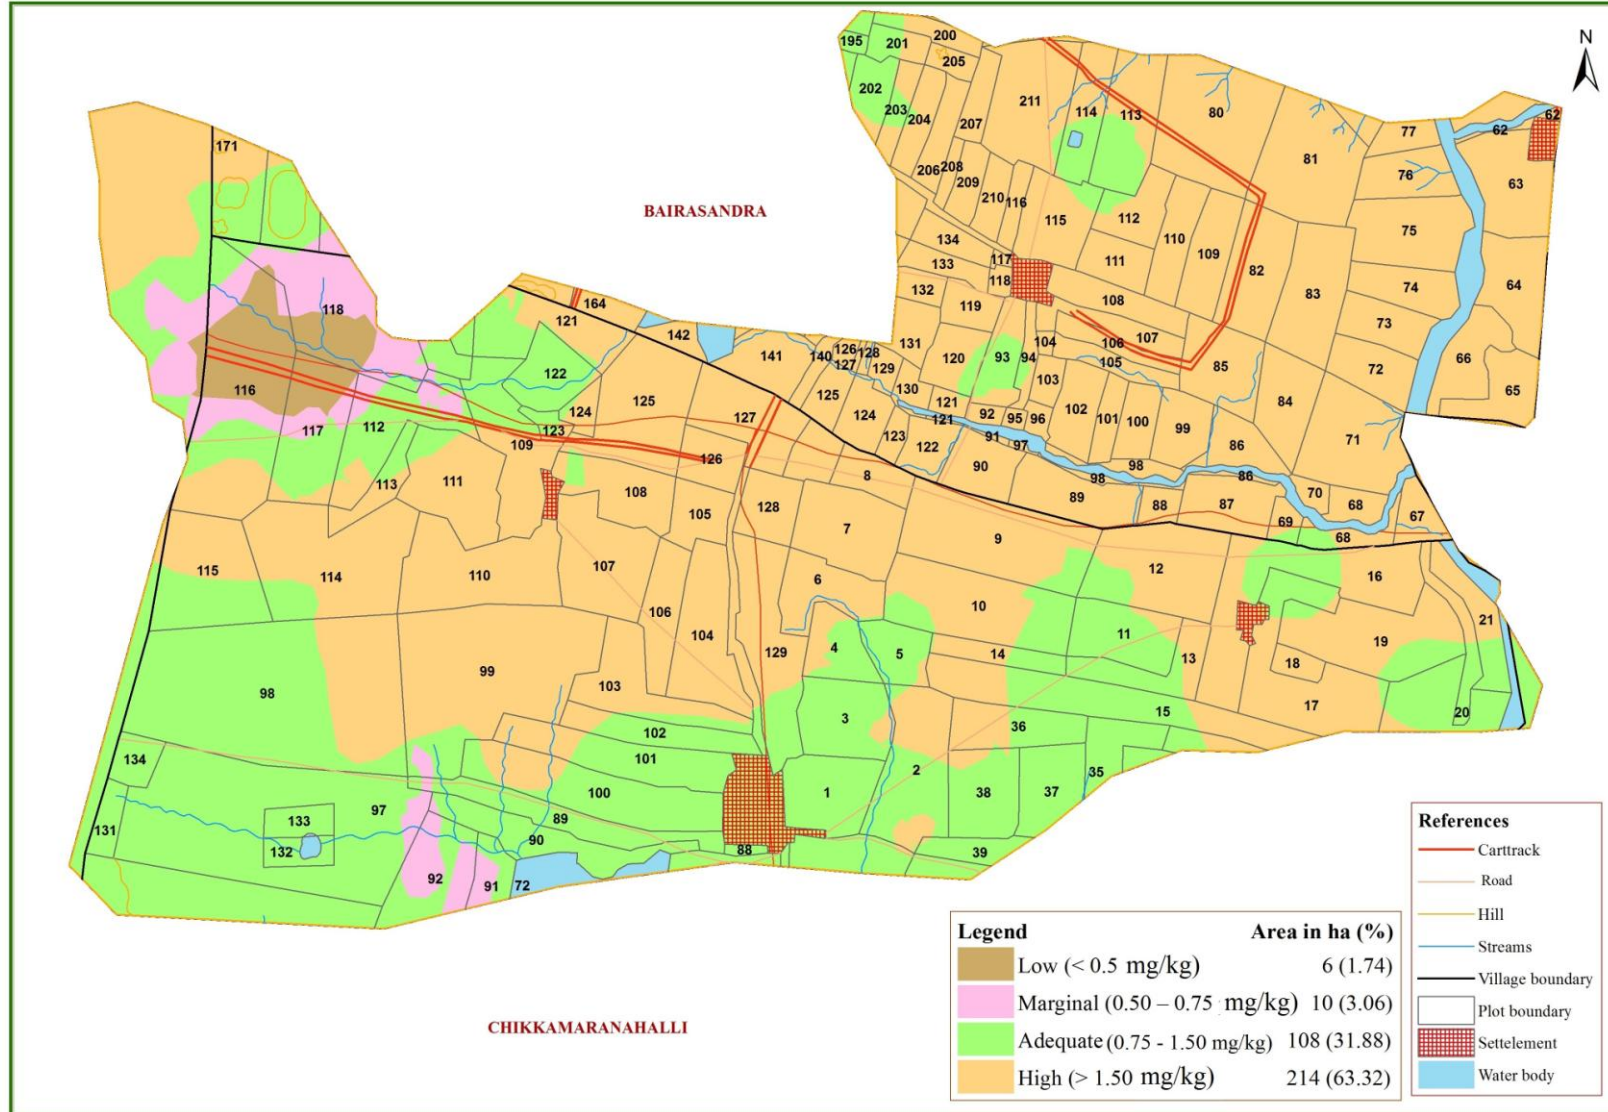 N
195 201 200
205
202 203 204 207 211 114 113 80 77 62 62
171 81 76 63
206 208 209 210 116 115 112 110 109 75
BAIRASANDRA
134 117 111 82
133 118 108 83 74 64
118 164 132 119 73
121 142 131 120 93 94 104 106 107 105 85 72 66 65
141 140 126 128 127 129
116 122 130 103
125 125 121 102 101 100 99 84
117 112 124 127 124 92 95 96 71
123 121
109 126 123 122 91 97 86
113 111 108 8 90 98 98 86
105 128 89 88 87 70 68 67
7 69 68
9
115 114 110 107 6 12 16
106 10 21
104 4 11 19
129 5 14 13 18
98 99 103
3 36 15 17 20
102
134 101 2 35
97 100 1 38 37
133 89
131 132 90 88 39
92 91 72
CHIKKAMARANAHALLI
Legend Area in ha (%)
Low (< 0.5 mg/kg) 6 (1.74)
Marginal (0.50 – 0.75 mg/kg) 10 (3.06)
Adequate (0.75 - 1.50 mg/kg) 108 (31.88)
High (> 1.50 mg/kg) 214 (63.32)
References
Carttrack
Road
Hill
Streams
Village boundary
Plot boundary
Settelement
Water body